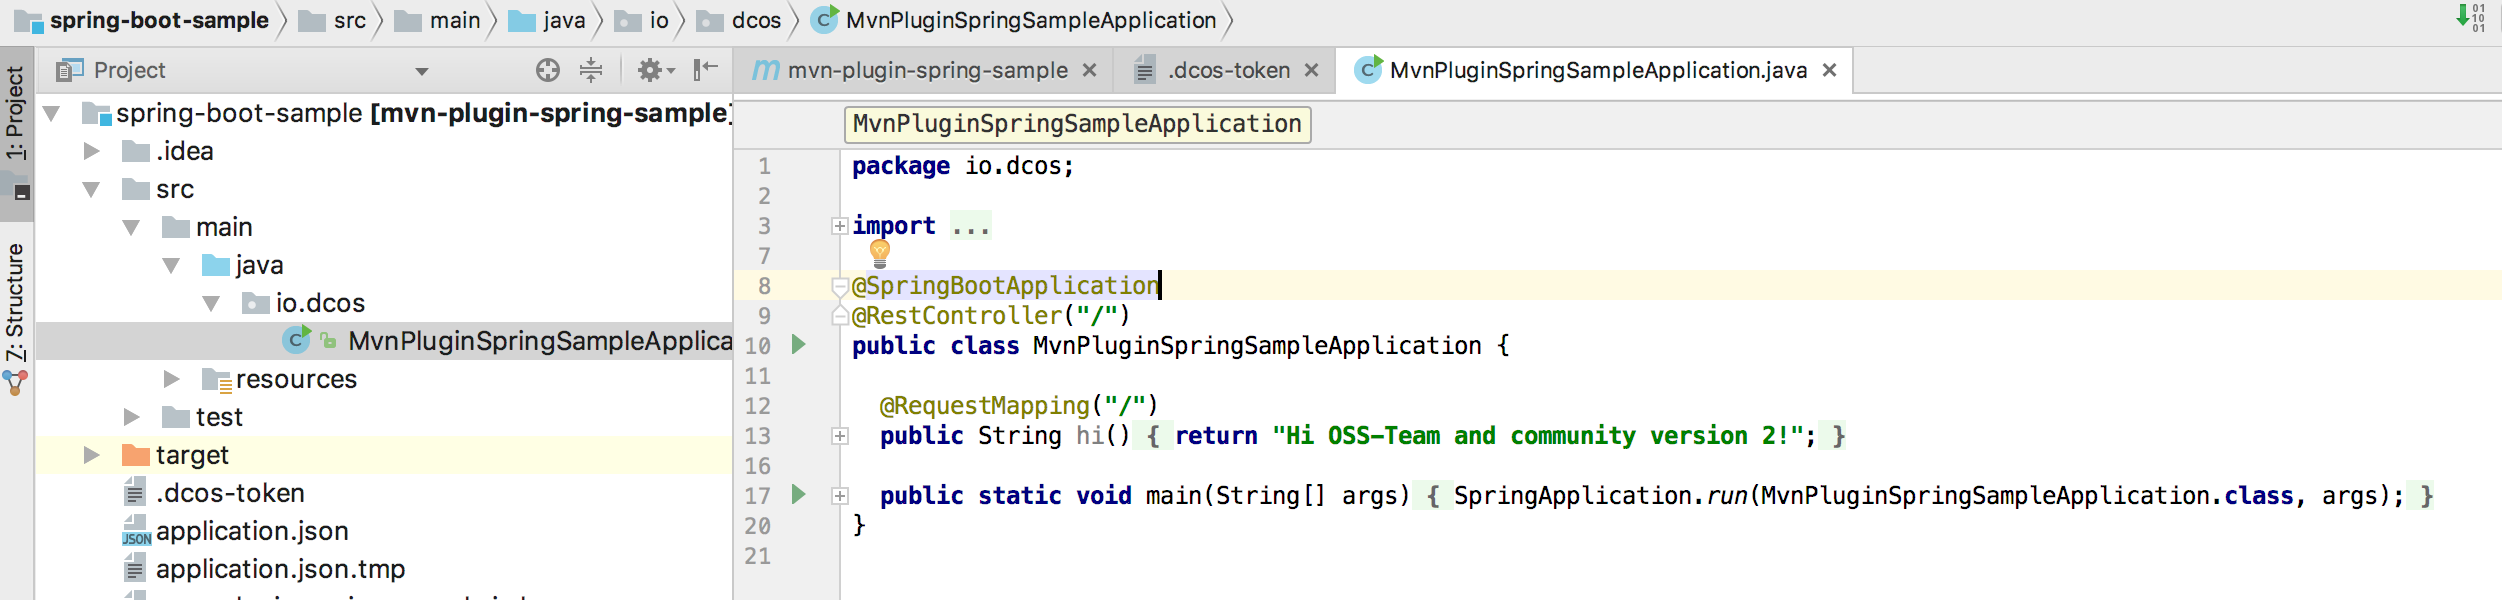 spring-boot-sample src main java io dcos MvnPluginSpringSampleApplication
01
10
01
1: Project
7: Structure
Project
mvn-plugin-spring-sample .dcos-token MvnPluginSpringSampleApplication.java
spring-boot-sample [mvn-plugin-spring-sample]
.idea
src
main
java
io.dcos
MvnPluginSpringSampleApplica
resources
test
target
.dcos-token
application.json
application.json.tmp
MvnPluginSpringSampleApplication
1 package io.dcos;
2
3 import ...
7
8 @SpringBootApplication
9 @RestController("/")
10 public class MvnPluginSpringSampleApplication {
11
12 @RequestMapping("/")
13 public String hi() { return "Hi OSS-Team and community version 2!"; }
16
17 public static void main(String[] args) { SpringApplication.run(MvnPluginSpringSampleApplication.class, args); }
20 }
21